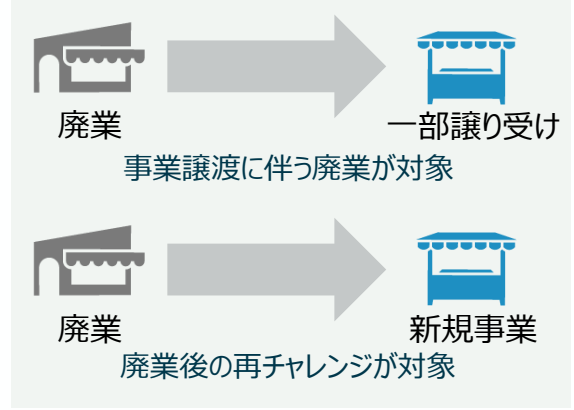 廃業
一部譲り受け
事業譲渡に伴う廃業が対象
廃業
新規事業
廃業後の再チャレンジが対象